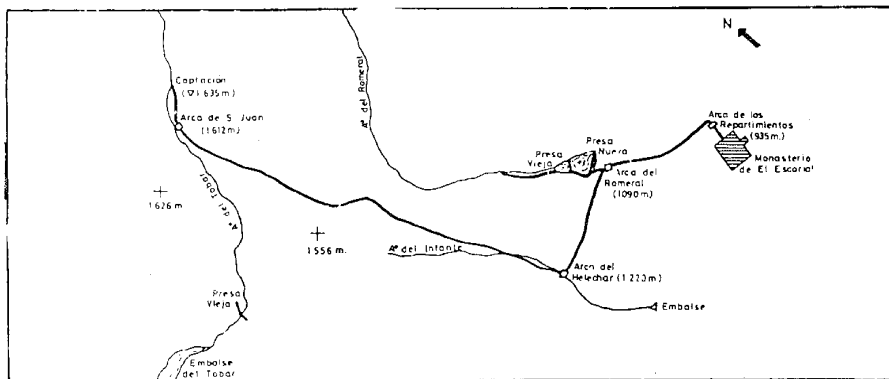 N
Captación
(∇1.635m)
Arca de S. Juan
(1.612m)
Aº del Romeral
Arca de los
Repartimientos
(935m.)
Monasterio
de El Escorial
Presa
Nueva
Presa
Vieja
Arca del
Romeral
(1090m)
1.626 m
Aº del Tobar
1.556 m.
Aº del Infante
Arca del
Helechar (1.223m)
Embalse
Presa
Vieja
Embalse
del Tobar